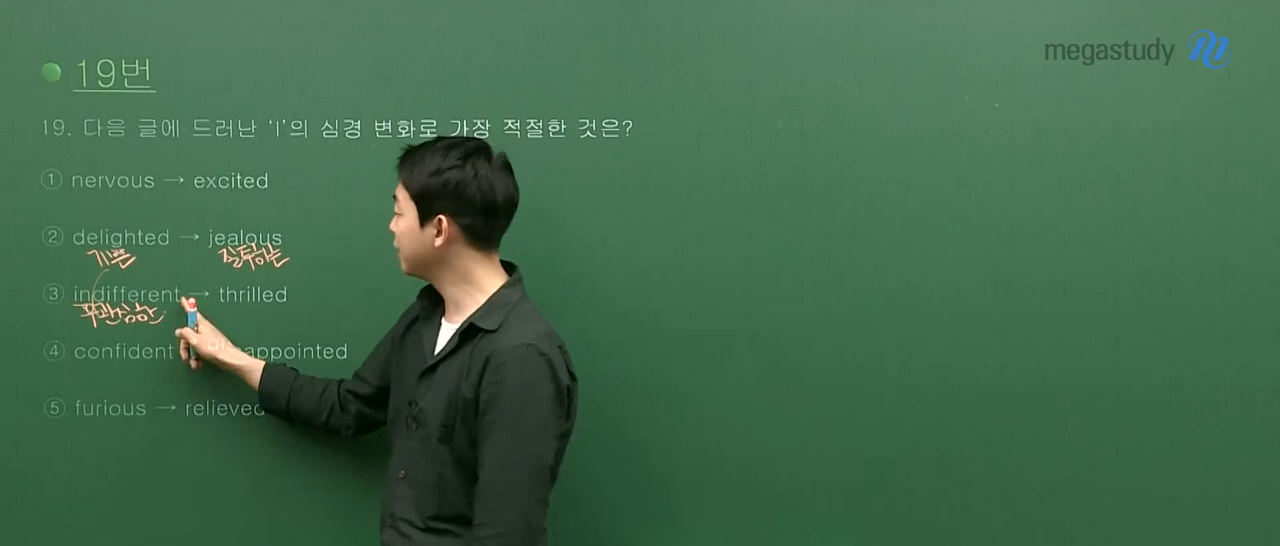 megastudy
19번
19. 다음 글에 드러난 ‘I’의 심경 변화로 가장 적절한 것은?
① nervous → excited
② delighted → jealous
기쁜 질투하는
③ indifferent → thrilled
무관심한
④ confident disappointed
⑤ furious → relieved